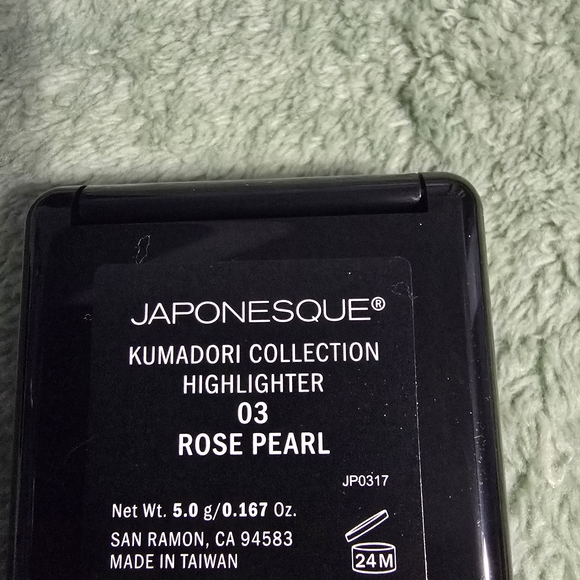 JAPONESQUE®
KUMADORI COLLECTION
HIGHLIGHTER
03
ROSE PEARL
JP0317
Net Wt. 5.0 g/0.167 Oz.
SAN RAMON, CA 94583
MADE IN TAIWAN
24M